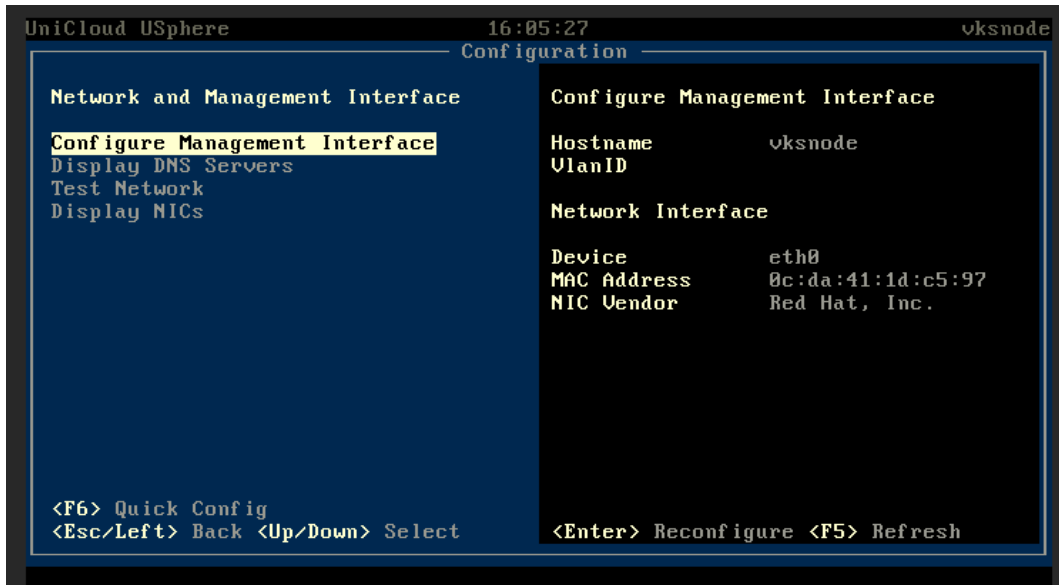 UniCloud USphere 16:05:27 vksnode
Configuration
Network and Management Interface
Configure Management Interface
Display DNS Servers
Test Network
Display NICs
<F6> Quick Config
<Esc/Left> Back <Up/Down> Select
Configure Management Interface
Hostname vksnode
VlanID
Network Interface
Device eth0
MAC Address 0c:da:41:1d:c5:97
NIC Vendor Red Hat, Inc.
<Enter> Reconfigure <F5> Refresh